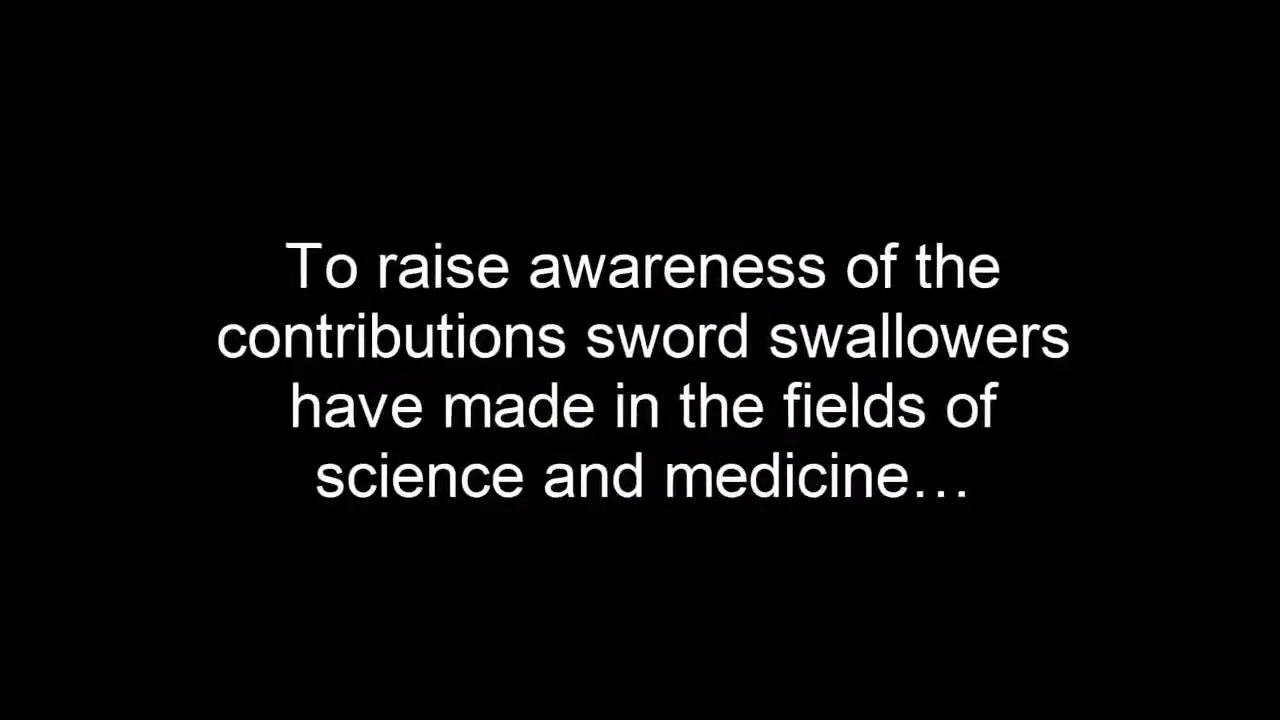 To raise awareness of the
contributions sword swallowers
have made in the fields of
science and medicine…